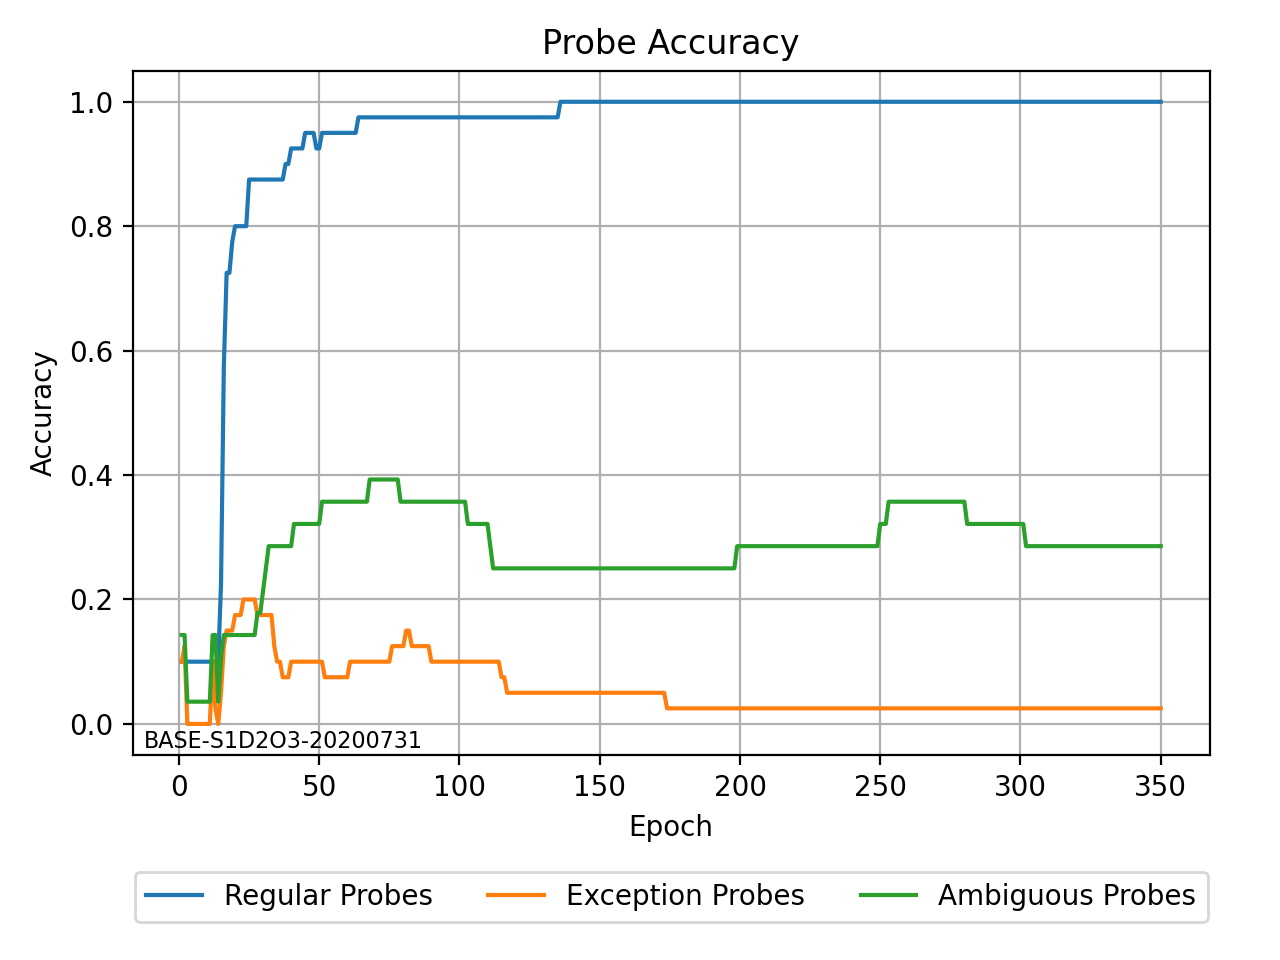 Probe Accuracy
Accuracy
1.0
0.8
0.6
0.4
0.2
0.0
BASE-S1D2O3-20200731
0 50 100 150 200 250 300 350
Epoch
Regular Probes Exception Probes Ambiguous Probes